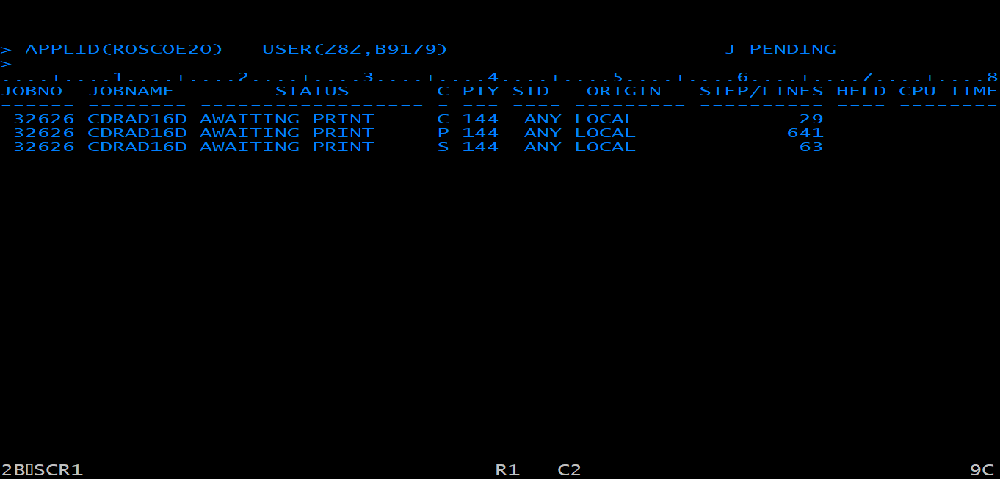 > APPLID(ROSCOE20)   USER(Z8Z,B9179)                       J PENDING
>
....+....1....+....2....+....3....+....4....+....5....+....6....+....7....+....8
JOBNO  JOBNAME        STATUS       C PTY SID   ORIGIN   STEP/LINES HELD CPU TIME
------ -------- ------------------ - --- ---- --------- ---------- ---- --------
 32626 CDRAD16D AWAITING PRINT     C 144  ANY LOCAL             29
 32626 CDRAD16D AWAITING PRINT     P 144  ANY LOCAL            641
 32626 CDRAD16D AWAITING PRINT     S 144  ANY LOCAL             63
2B▯SCR1                                 R1   C2                               9C